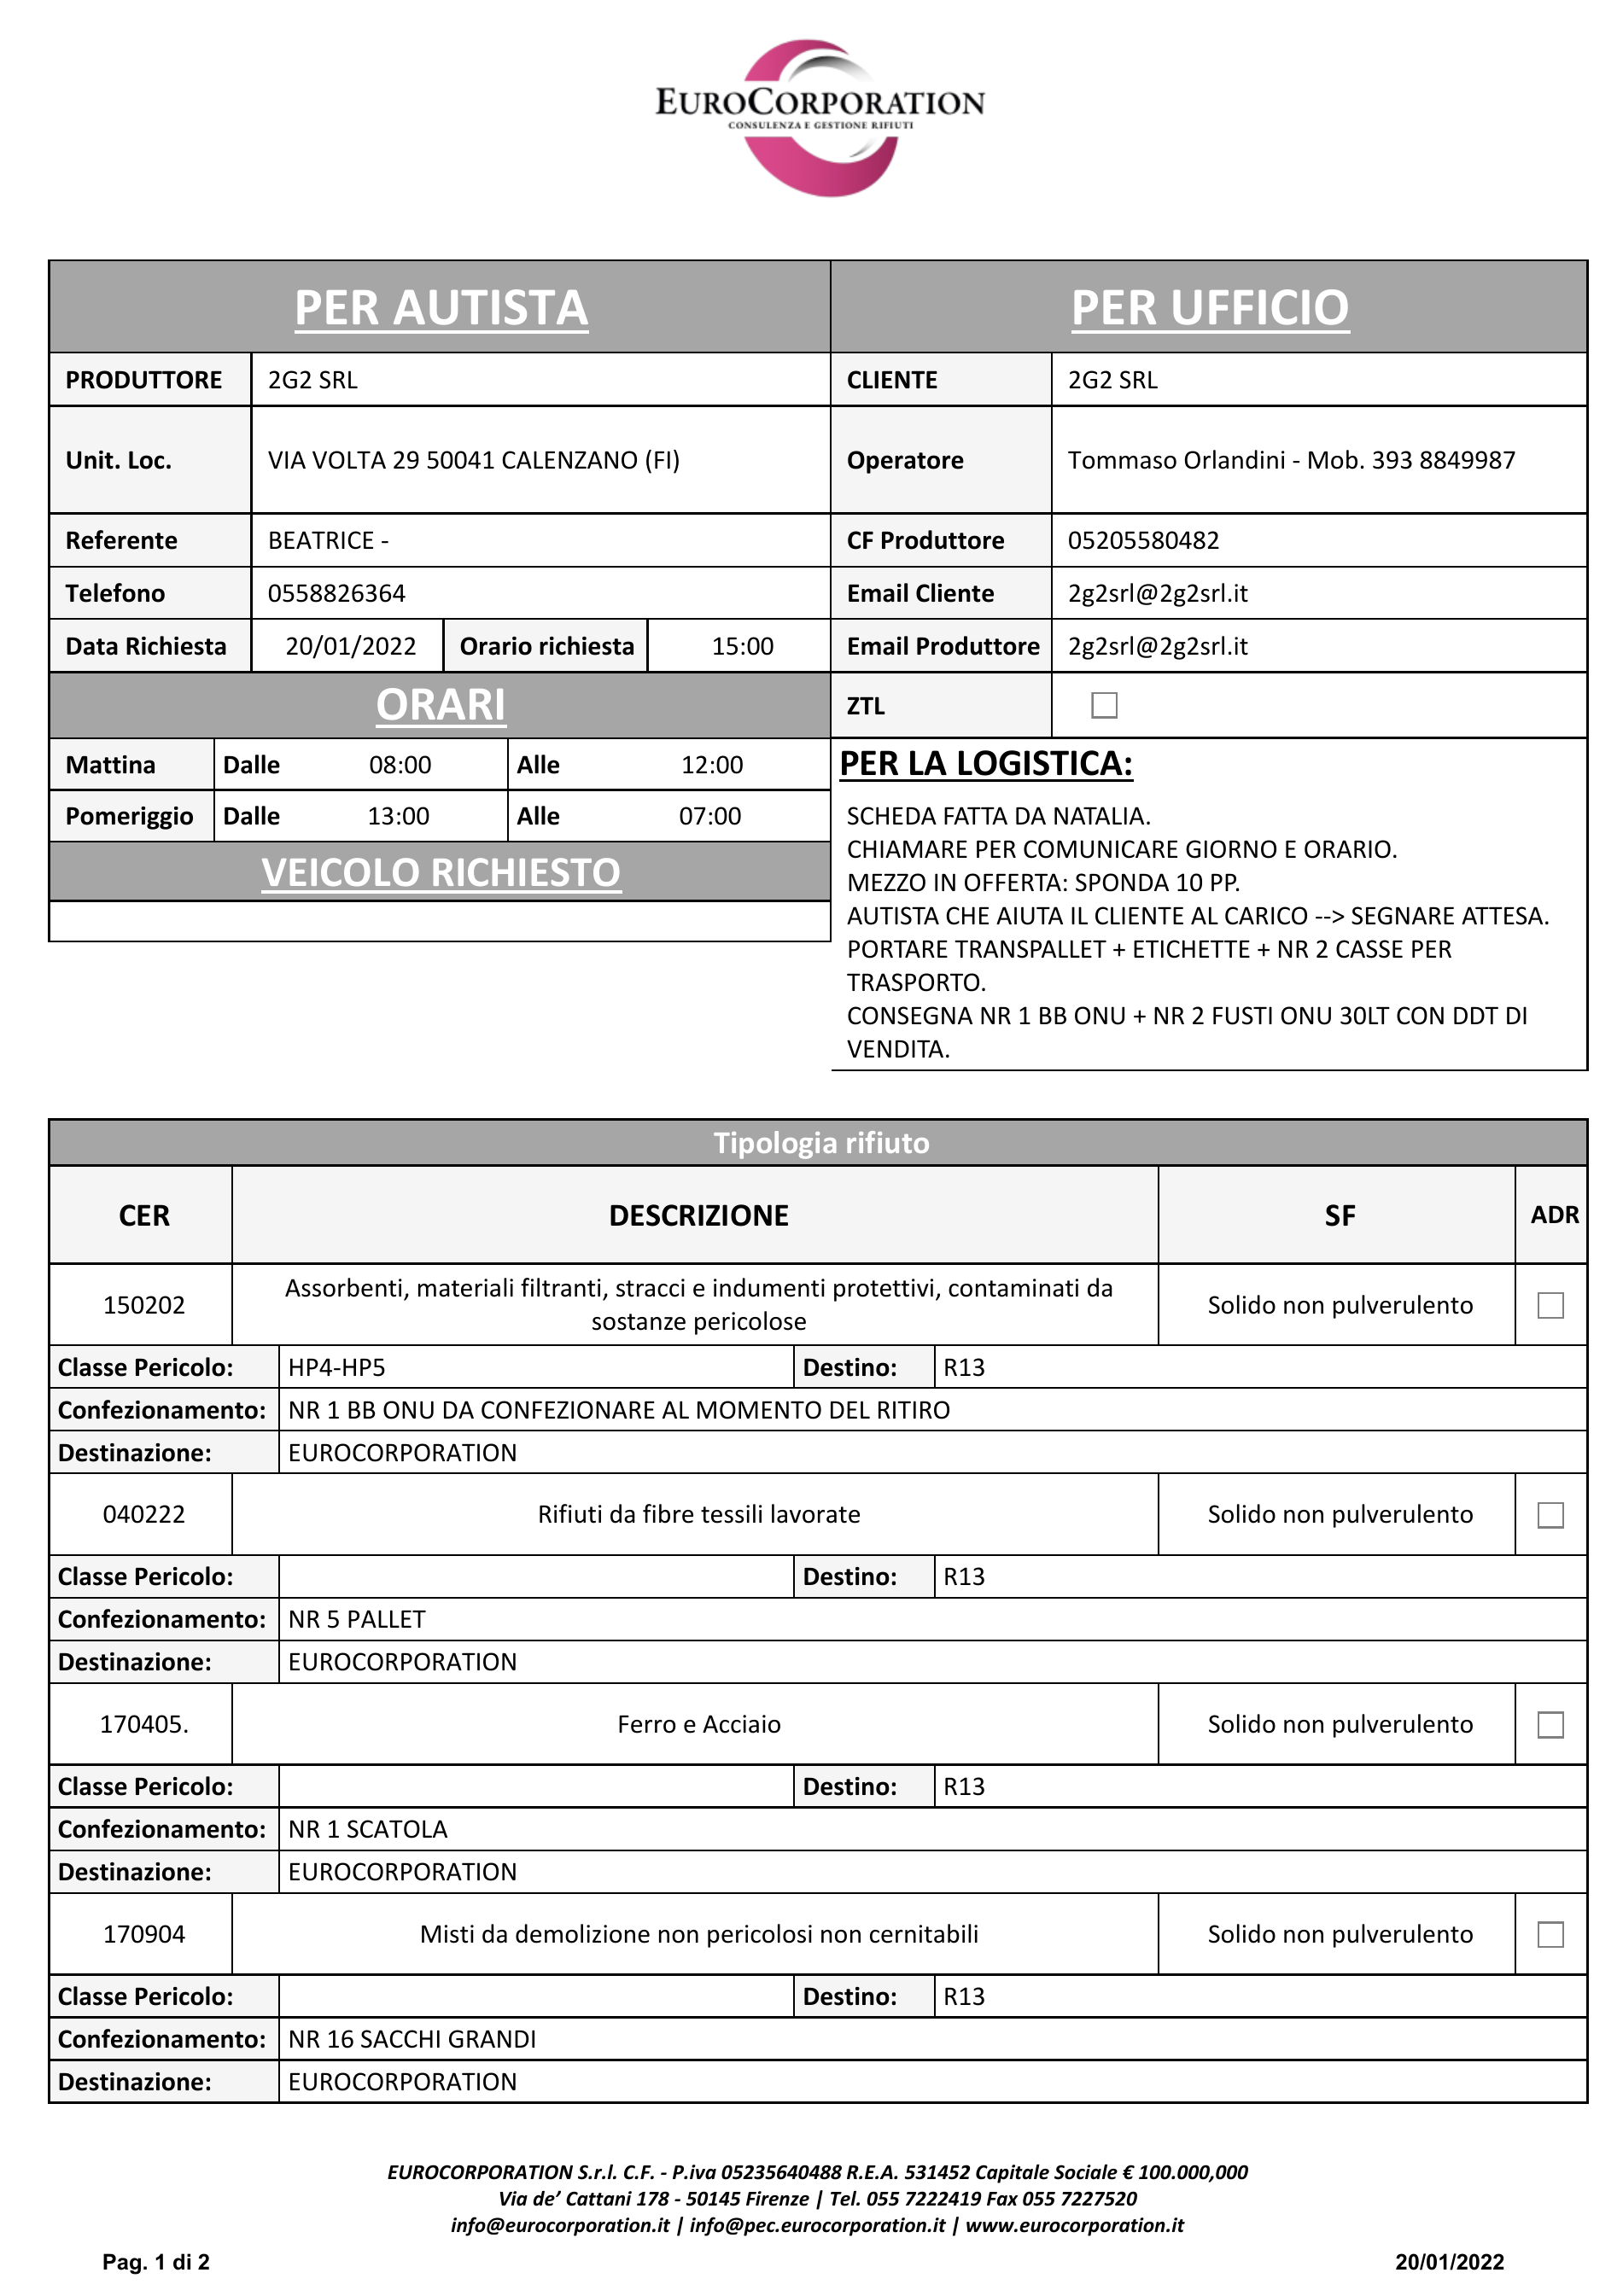 EUROCORPORATION
CONSULENZA E GESTIONE RIFIUTI
PER AUTISTA
PRODUTTORE 2G2 SRL
Unit. Loc. VIA VOLTA 29 50041 CALENZANO (FI)
Referente BEATRICE -
Telefono 0558826364
Data Richiesta 20/01/2022 Orario richiesta 15:00
ORARI
Mattina Dalle 08:00 Alle 12:00
Pomeriggio Dalle 13:00 Alle 07:00
VEICOLO RICHIESTO
PER UFFICIO
CLIENTE 2G2 SRL
Operatore Tommaso Orlandini - Mob. 393 8849987
CF Produttore 05205580482
Email Cliente 2g2srl@2g2srl.it
Email Produttore 2g2srl@2g2srl.it
ZTL
PER LA LOGISTICA:
SCHEDA FATTA DA NATALIA.
CHIAMARE PER COMUNICARE GIORNO E ORARIO.
MEZZO IN OFFERTA: SPONDA 10 PP.
AUTISTA CHE AIUTA IL CLIENTE AL CARICO --> SEGNARE ATTESA.
PORTARE TRANSPALLET + ETICHETTE + NR 2 CASSE PER
TRASPORTO.
CONSEGNA NR 1 BB ONU + NR 2 FUSTI ONU 30LT CON DDT DI
VENDITA.
Tipologia rifiuto
CER DESCRIZIONE SF ADR
150202 Assorbenti, materiali filtranti, stracci e indumenti protettivi, contaminati da
sostanze pericolose Solido non pulverulento
Classe Pericolo: HP4-HP5 Destino: R13
Confezionamento: NR 1 BB ONU DA CONFEZIONARE AL MOMENTO DEL RITIRO
Destinazione: EUROCORPORATION
040222 Rifiuti da fibre tessili lavorate Solido non pulverulento
Classe Pericolo: Destino: R13
Confezionamento: NR 5 PALLET
Destinazione: EUROCORPORATION
170405. Ferro e Acciaio Solido non pulverulento
Classe Pericolo: Destino: R13
Confezionamento: NR 1 SCATOLA
Destinazione: EUROCORPORATION
170904 Misti da demolizione non pericolosi non cernitabili Solido non pulverulento
Classe Pericolo: Destino: R13
Confezionamento: NR 16 SACCHI GRANDI
Destinazione: EUROCORPORATION
EUROCORPORATION S.r.l. C.F. - P.iva 05235640488 R.E.A. 531452 Capitale Sociale € 100.000,000
Via de’ Cattani 178 - 50145 Firenze | Tel. 055 7222419 Fax 055 7227520
info@eurocorporation.it | info@pec.eurocorporation.it | www.eurocorporation.it
Pag. 1 di 2 20/01/2022